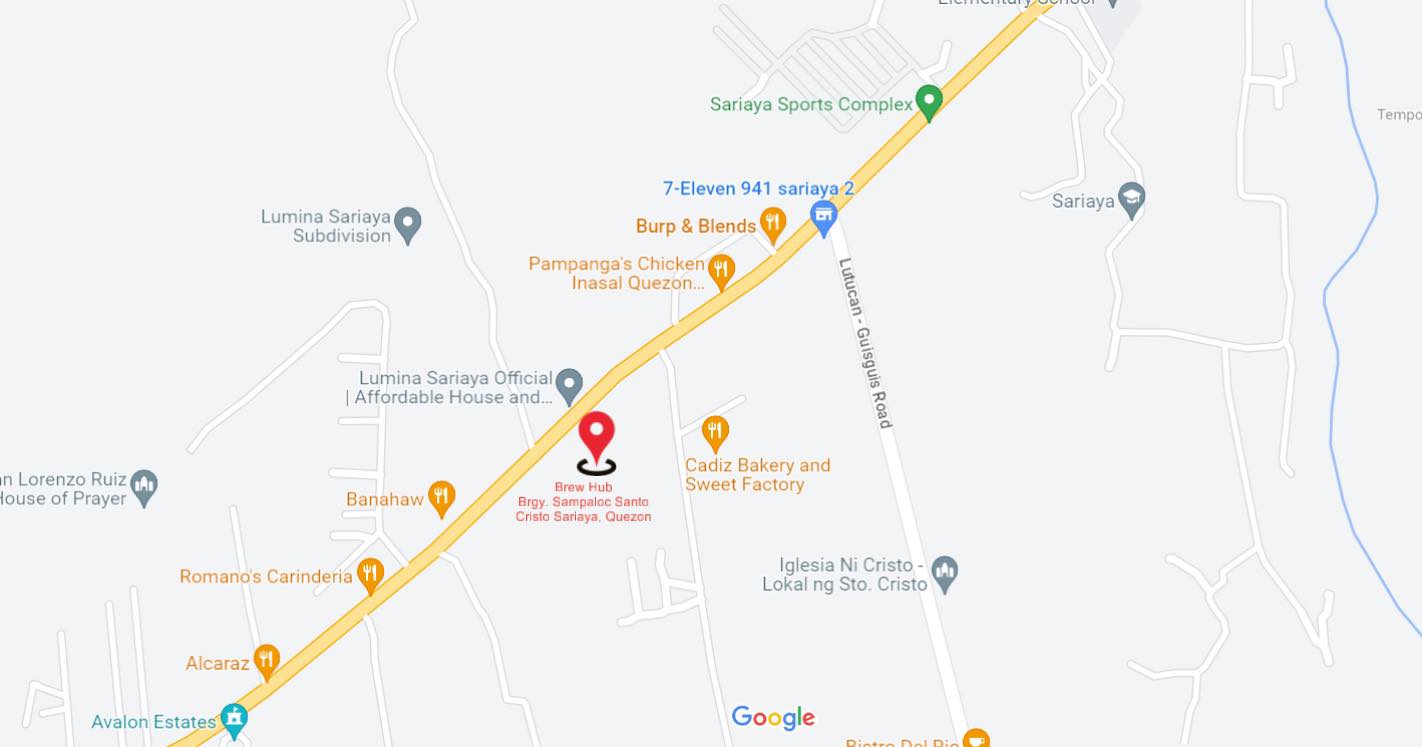 Elementary School
Tempo
Sariaya Sports Complex
7-Eleven 941 sariaya 2
Sariaya
Burp & Blends
Lumina Sariaya
Subdivision
Pampanga's Chicken
Inasal Quezon...
Lutucan - Guisguis Road
Lumina Sariaya Official
| Affordable House and...
Cadiz Bakery and
Sweet Factory
an Lorenzo Ruiz
House of Prayer
Banahaw
Brew Hub
Brgy. Sampaloc Santo
Cristo Sariaya, Quezon
Iglesia Ni Cristo -
Lokal ng Sto. Cristo
Romano's Carinderia
Alcaraz
Avalon Estates
Google
Bistro Del Rio